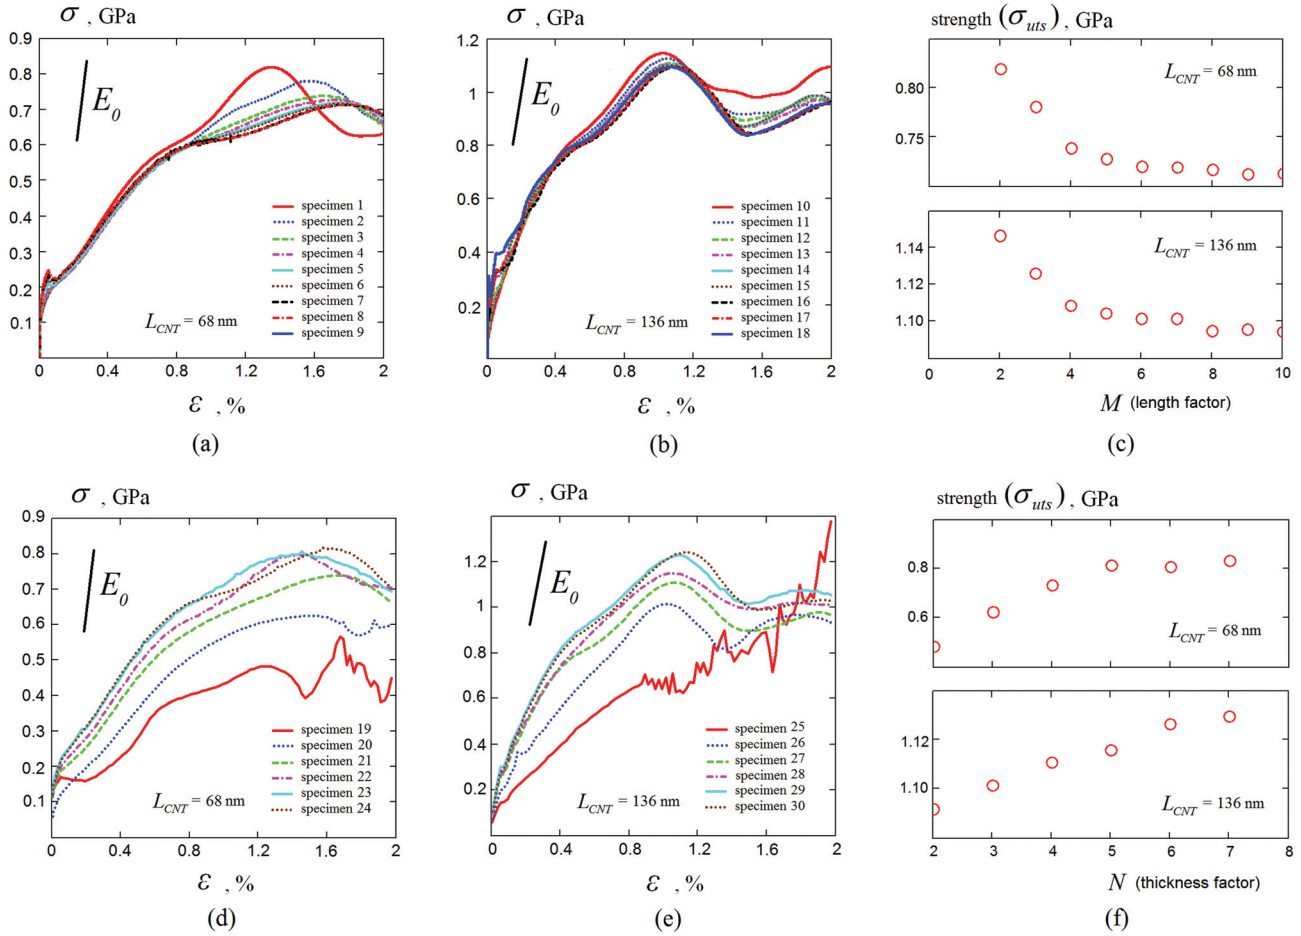 σ , GPa
0.9
0.8
0.7
0.6
0.5
0.4
0.3
0.2
0.1
E0
specimen 1
specimen 2
specimen 3
specimen 4
specimen 5
specimen 6
specimen 7
specimen 8
specimen 9
LCNT = 68 nm
0 0.4 0.8 1.2 1.6 2
ε , %
(a)
σ , GPa
1.2
1.0
0.8
0.6
0.4
0.2
E0
specimen 10
specimen 11
specimen 12
specimen 13
specimen 14
specimen 15
specimen 16
specimen 17
specimen 18
LCNT = 136 nm
0 0.4 0.8 1.2 1.6 2
ε , %
(b)
strength (σuts) , GPa
LCNT = 68 nm
0.80
0.75
LCNT = 136 nm
1.14
1.12
1.10
0 2 4 6 8 10
M (length factor)
(c)
σ , GPa
0.9
0.8
0.7
0.6
0.5
0.4
0.3
0.2
0.1
E0
specimen 19
specimen 20
specimen 21
specimen 22
specimen 23
specimen 24
LCNT = 68 nm
0 0.4 0.8 1.2 1.6 2
ε , %
(d)
σ , GPa
1.2
1
0.8
0.6
0.4
0.2
E0
specimen 25
specimen 26
specimen 27
specimen 28
specimen 29
specimen 30
LCNT = 136 nm
0 0.4 0.8 1.2 1.6 2
ε , %
(e)
strength (σuts) , GPa
0.8
0.6
LCNT = 68 nm
1.12
1.10
LCNT = 136 nm
2 3 4 5 6 7 8
N (thickness factor)
(f)